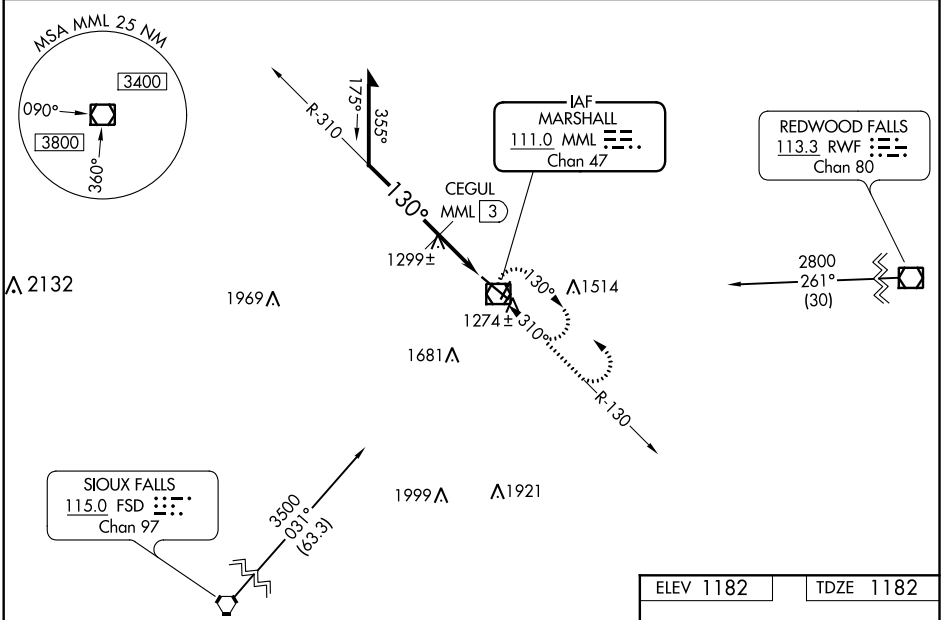 MSA MML 25 NM
3400
090°
3800
360°
R-310
175°
355°
130°
CEGUL
MML 3
1299±
IAF
MARSHALL
111.0 MML
Chan 47
REDWOOD FALLS
113.3 RWF
Chan 80
2800
261°
(30)
2132
1969
130°
1514
1274±
310°
1681
R-130
SIOUX FALLS
115.0 FSD
Chan 97
3500
031°
(63.3)
1999
1921
ELEV 1182
TDZE 1182